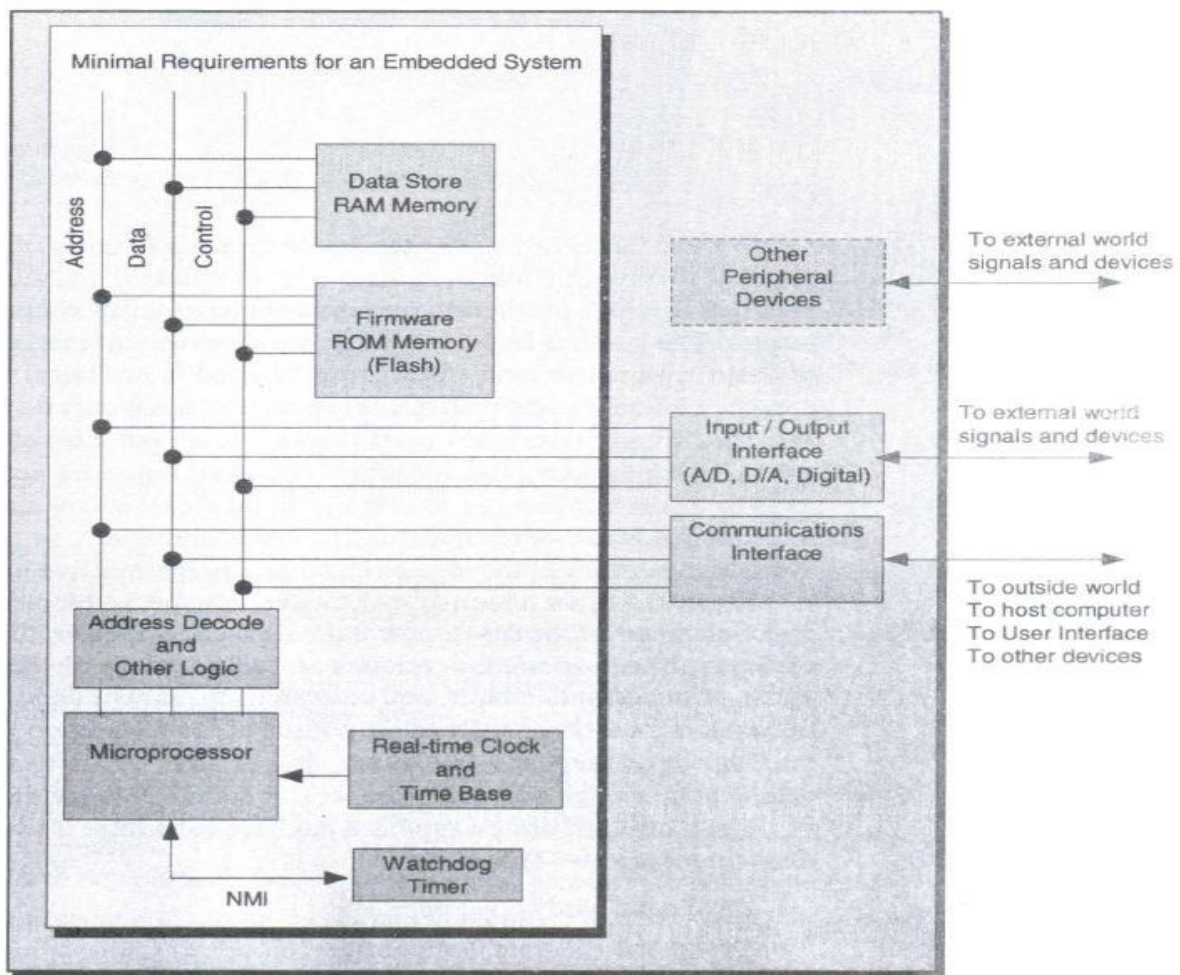 Minimal Requirements for an Embedded System
Address
Data
Control
Data Store
RAM Memory
Firmware
ROM Memory
(Flash)
Other
Peripheral
Devices
To external world
signals and devices
Input / Output
Interface
(A/D, D/A, Digital)
To external world
signals and devices
Communications
Interface
To outside world
To host computer
To User Interface
To other devices
Address Decode
and
Other Logic
Microprocessor
Real-time Clock
and
Time Base
Watchdog
Timer
NMI